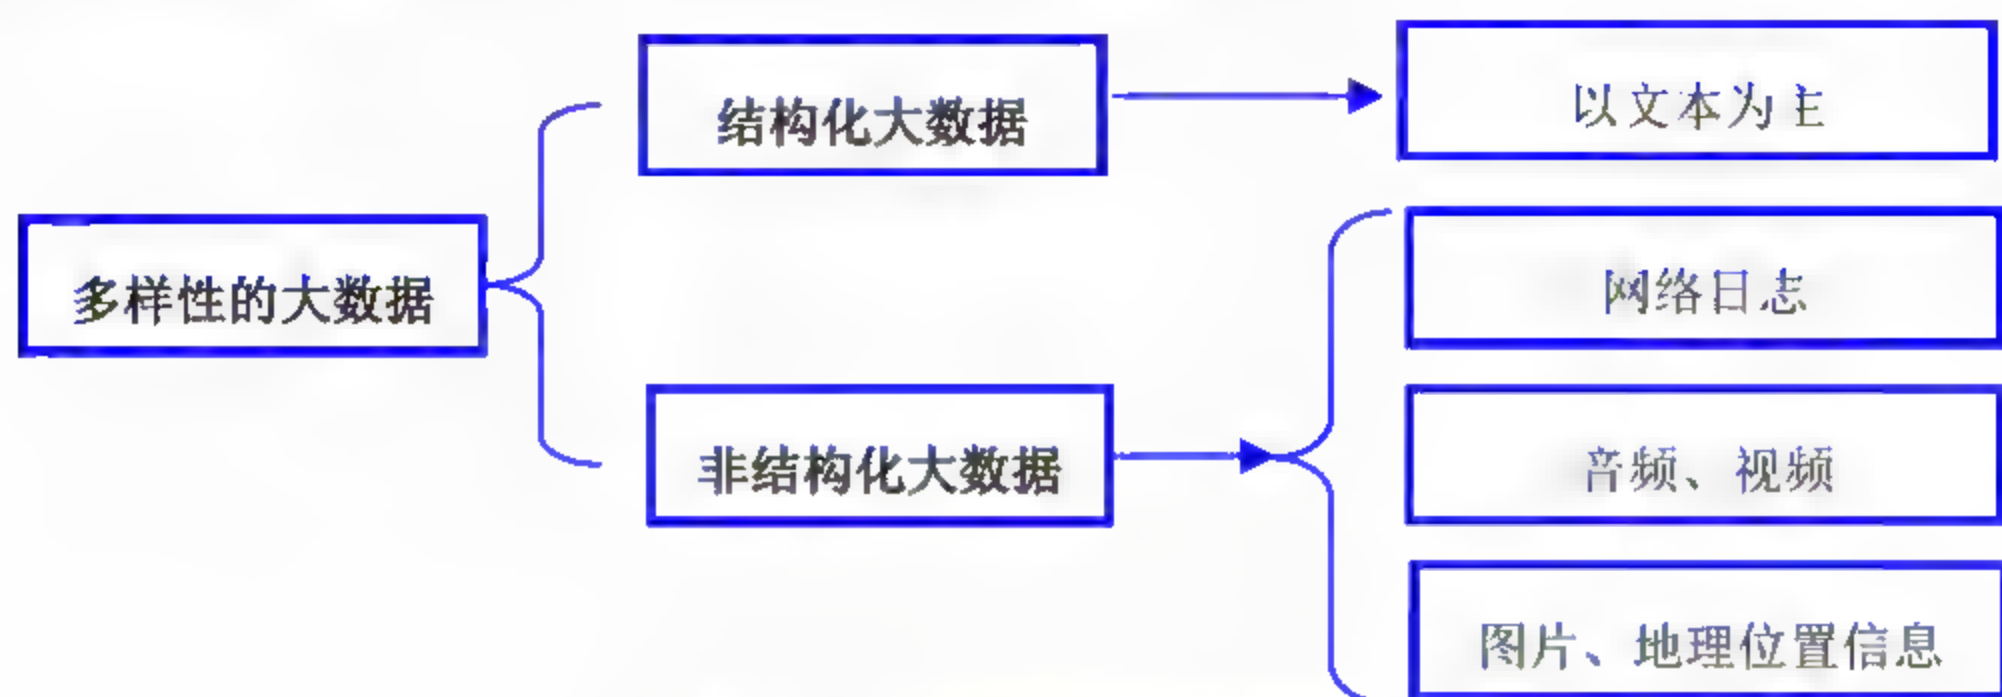 多样性的大数据
结构化大数据
以文本为主
非结构化大数据
网络日志
音频、视频
图片、地理位置信息